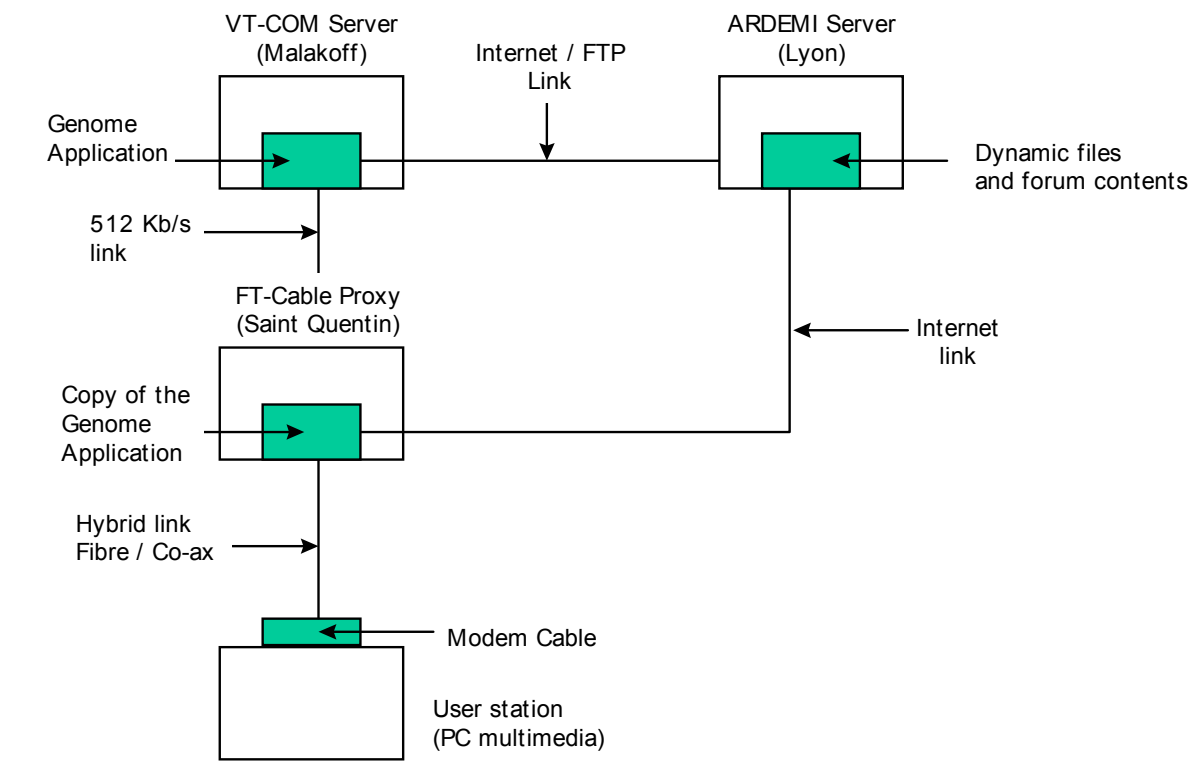 VT-COM Server
(Malakoff)
ARDEMI Server
(Lyon)
Internet / FTP
Link
Genome
Application
Dynamic files
and forum contents
512 Kb/s
link
FT-Cable Proxy
(Saint Quentin)
Internet
link
Copy of the
Genome
Application
Hybrid link
Fibre / Co-ax
Modem Cable
User station
(PC multimedia)